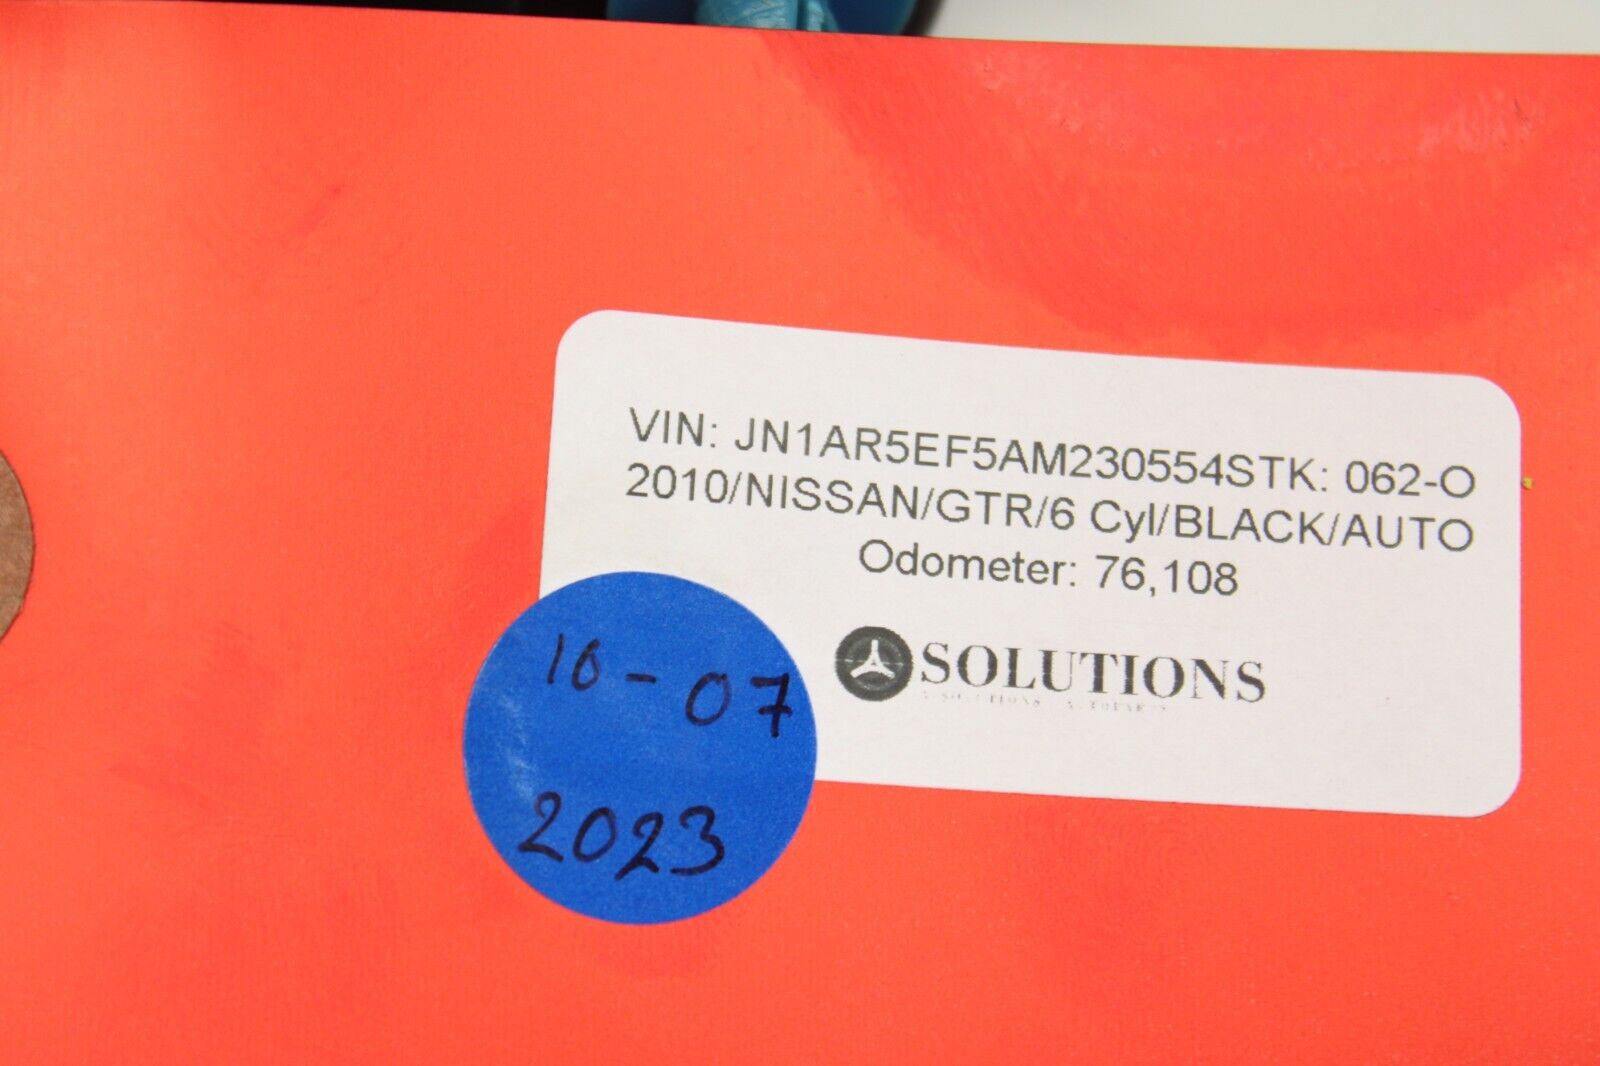 VIN: JN1AR5EF5AM230554STK: 062-O
2010/NISSAN/GTR/6 Cyl/BLACK/AUTO
Odometer: 76,108
SOLUTIONS
10-07
2023